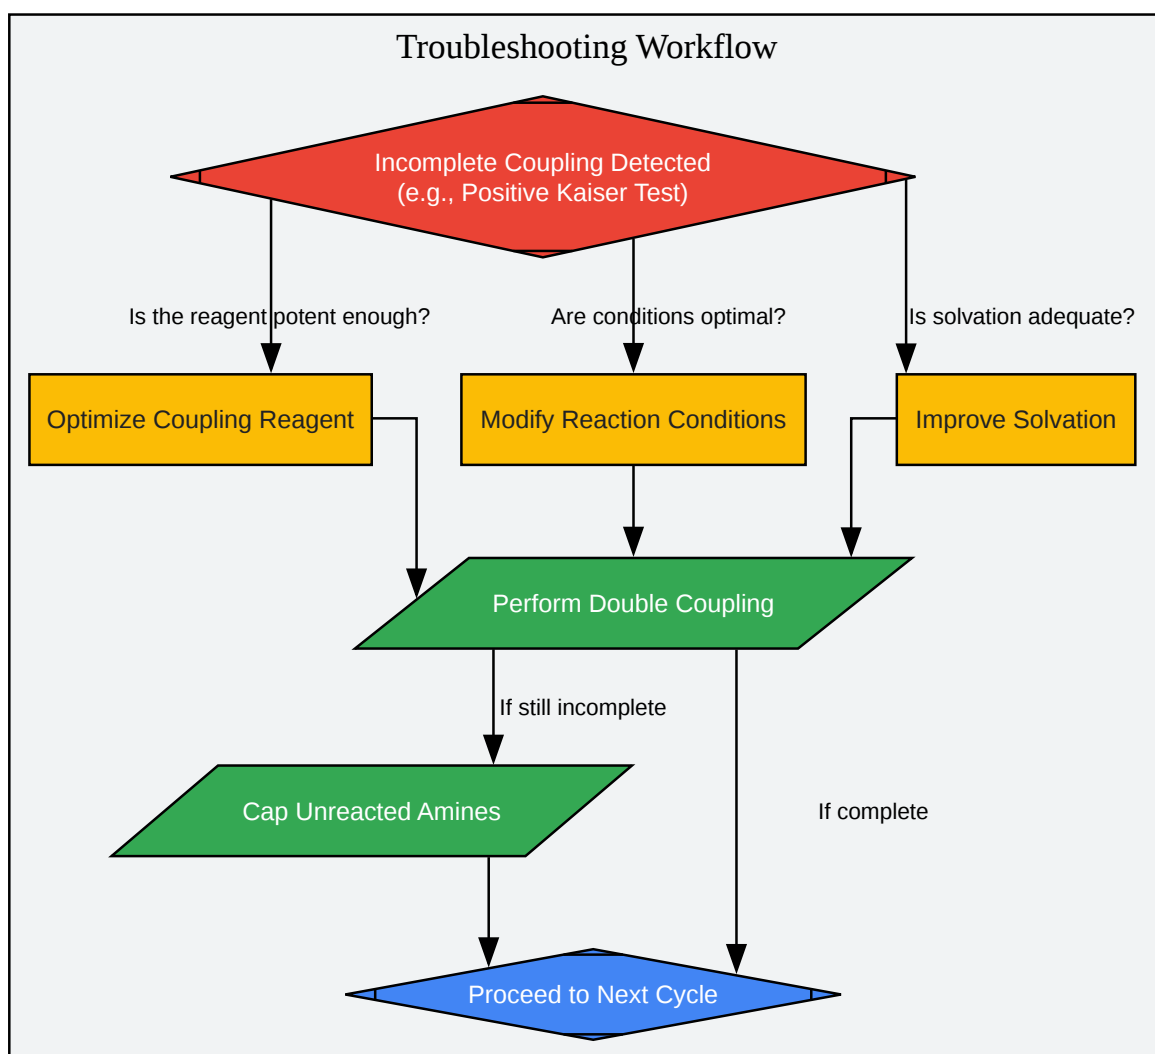 Troubleshooting Workflow
Incomplete Coupling Detected
(e.g., Positive Kaiser Test)
Is the reagent potent enough?
Are conditions optimal?
Is solvation adequate?
Optimize Coupling Reagent
Modify Reaction Conditions
Improve Solvation
Perform Double Coupling
If still incomplete
Cap Unreacted Amines
If complete
Proceed to Next Cycle